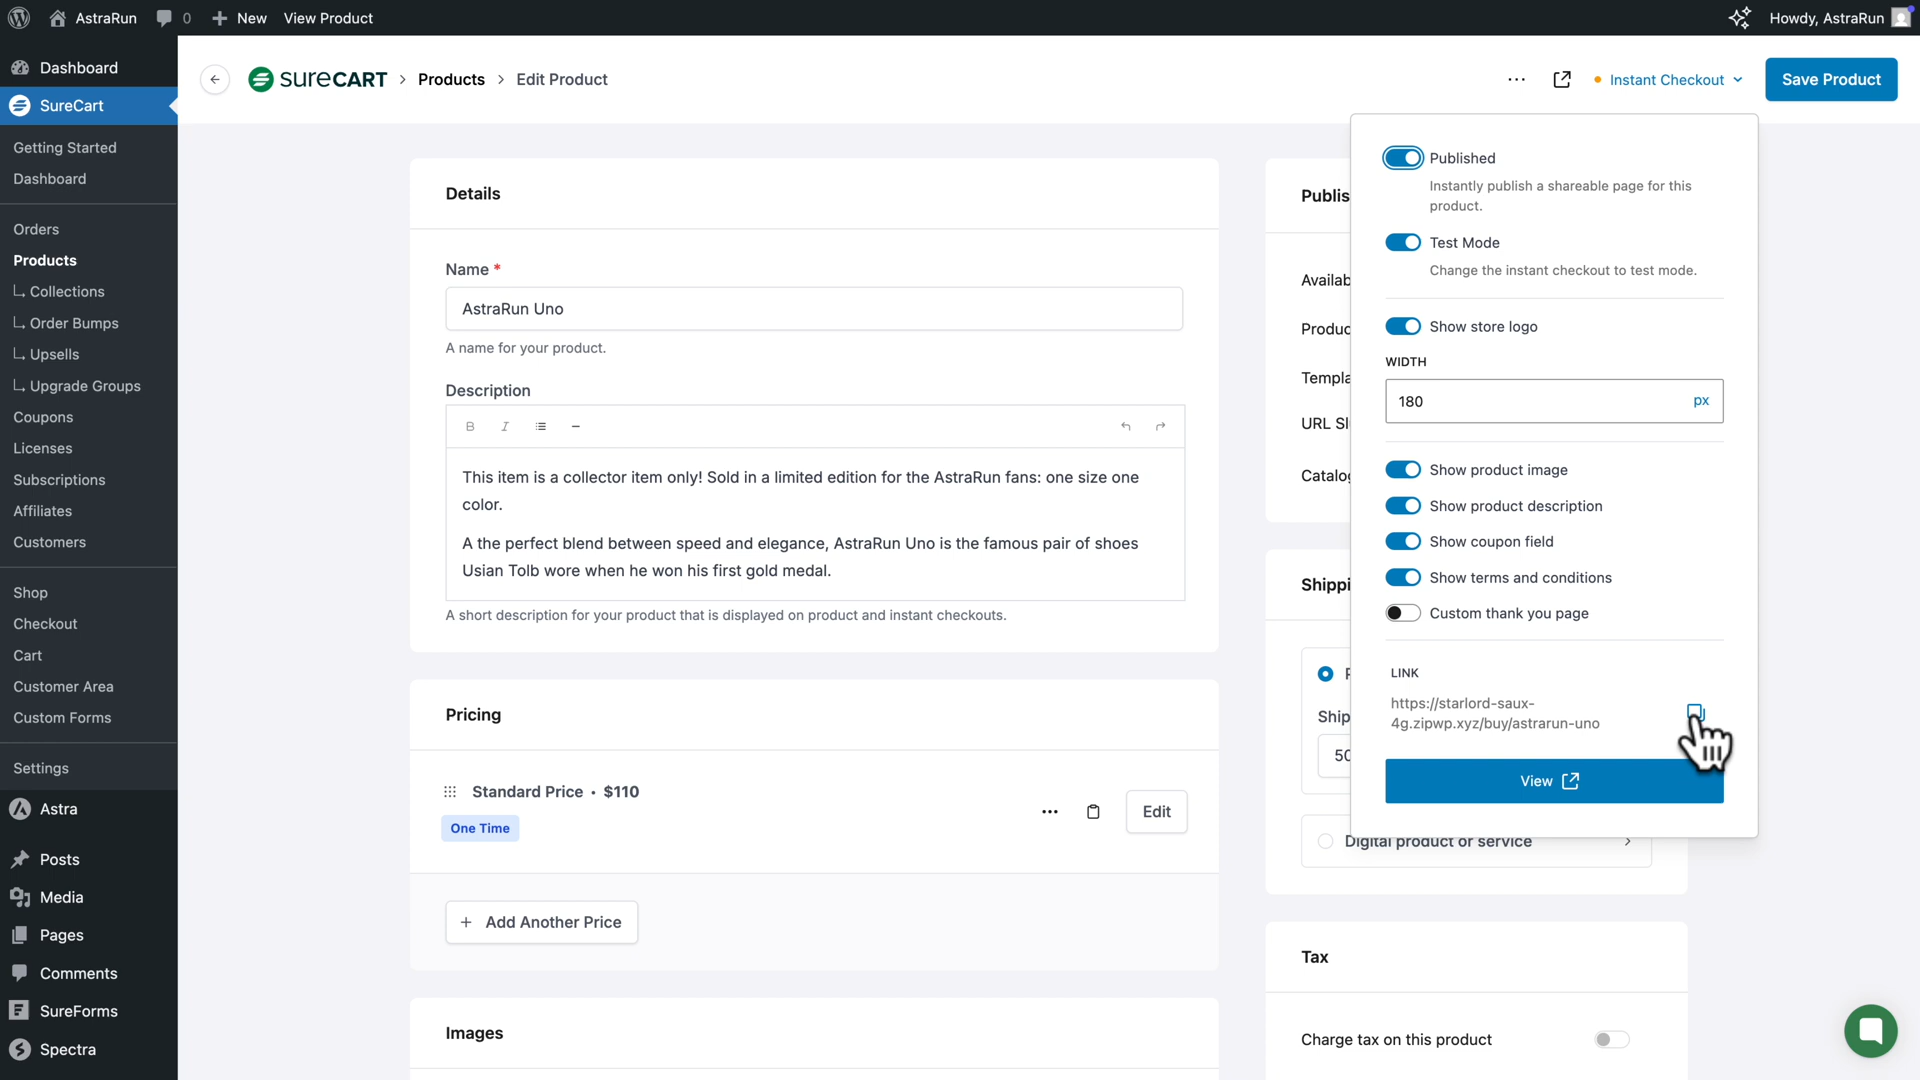 AstraRun
0
New
View Product
Howdy, AstraRun
Dashboard
SureCart
Getting Started
Dashboard
Orders
Products
Collections
Order Bumps
Upsells
Upgrade Groups
Coupons
Licenses
Subscriptions
Affiliates
Customers
Shop
Checkout
Cart
Customer Area
Custom Forms
Settings
Astra
Posts
Media
Pages
Comments
SureForms
Spectra
SURECART
Products
Edit Product
Instant Checkout
Save Product
Details
Name *
AstraRun Uno
A name for your product.
Description
B I
This item is a collector item only! Sold in a limited edition for the AstraRun fans: one size one
color.
A the perfect blend between speed and elegance, AstraRun Uno is the famous pair of shoes
Usian Tolb wore when he won his first gold medal.
A short description for your product that is displayed on product and instant checkouts.
Pricing
Standard Price • $110
One Time
Edit
+ Add Another Price
Images
Publis
Availab
Produc
Templa
URL Sl
Catalog
Shippi
Ship
50
Digital product or service
Tax
Charge tax on this product
Published
Instantly publish a shareable page for this
product.
Test Mode
Change the instant checkout to test mode.
Show store logo
WIDTH
180
px
Show product image
Show product description
Show coupon field
Show terms and conditions
Custom thank you page
LINK
https://starlord-saux-
4g.zipwp.xyz/buy/astrarun-uno
View